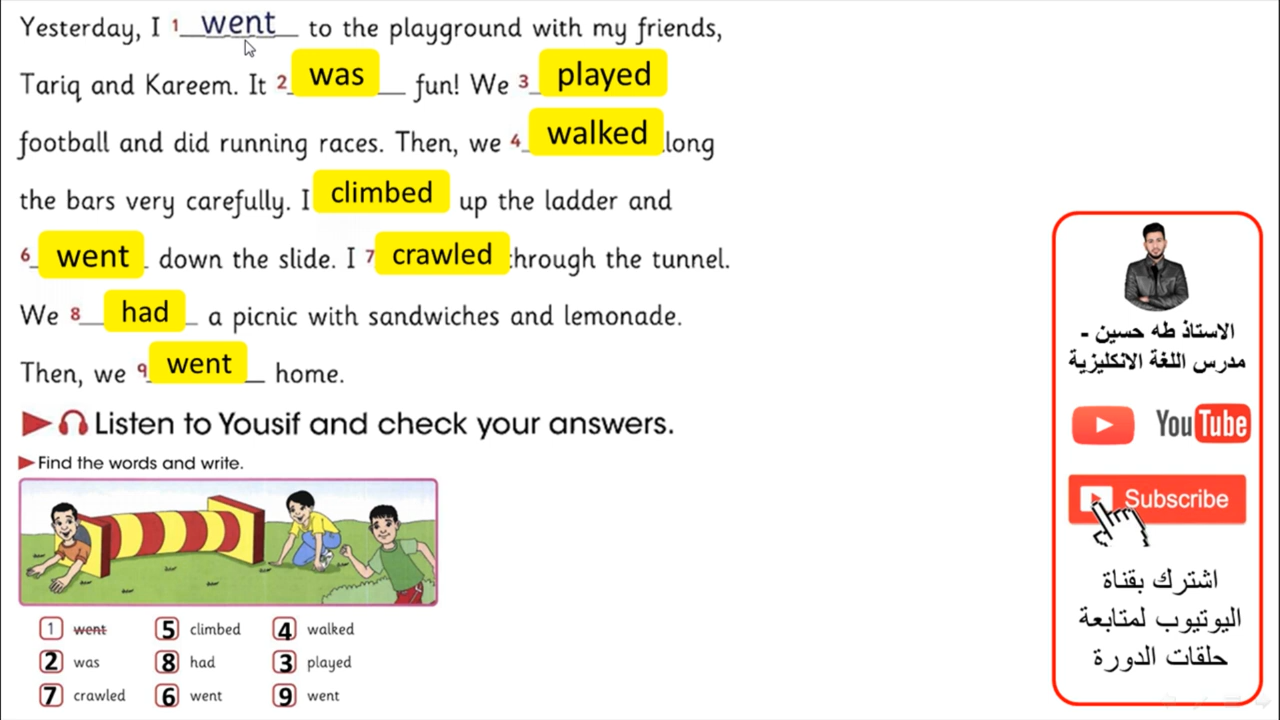 Yesterday, I 1 went to the playground with my friends,
Tariq and Kareem. It 2 was fun! We 3 played
football and did running races. Then, we 4 walked long
the bars very carefully. I climbed up the ladder and
6 went down the slide. I 7 crawled through the tunnel.
We 8 had a picnic with sandwiches and lemonade.
Then, we 9 went home.
Listen to Yousif and check your answers.
Find the words and write.
1 went 5 climbed 4 walked
2 was 8 had 3 played
7 crawled 6 went 9 went
الاستاذ طه حسين -
مدرس اللغة الانكليزية
YouTube
Subscribe
اشترك بقناة
اليوتيوب لمتابعة
حلقات الدورة